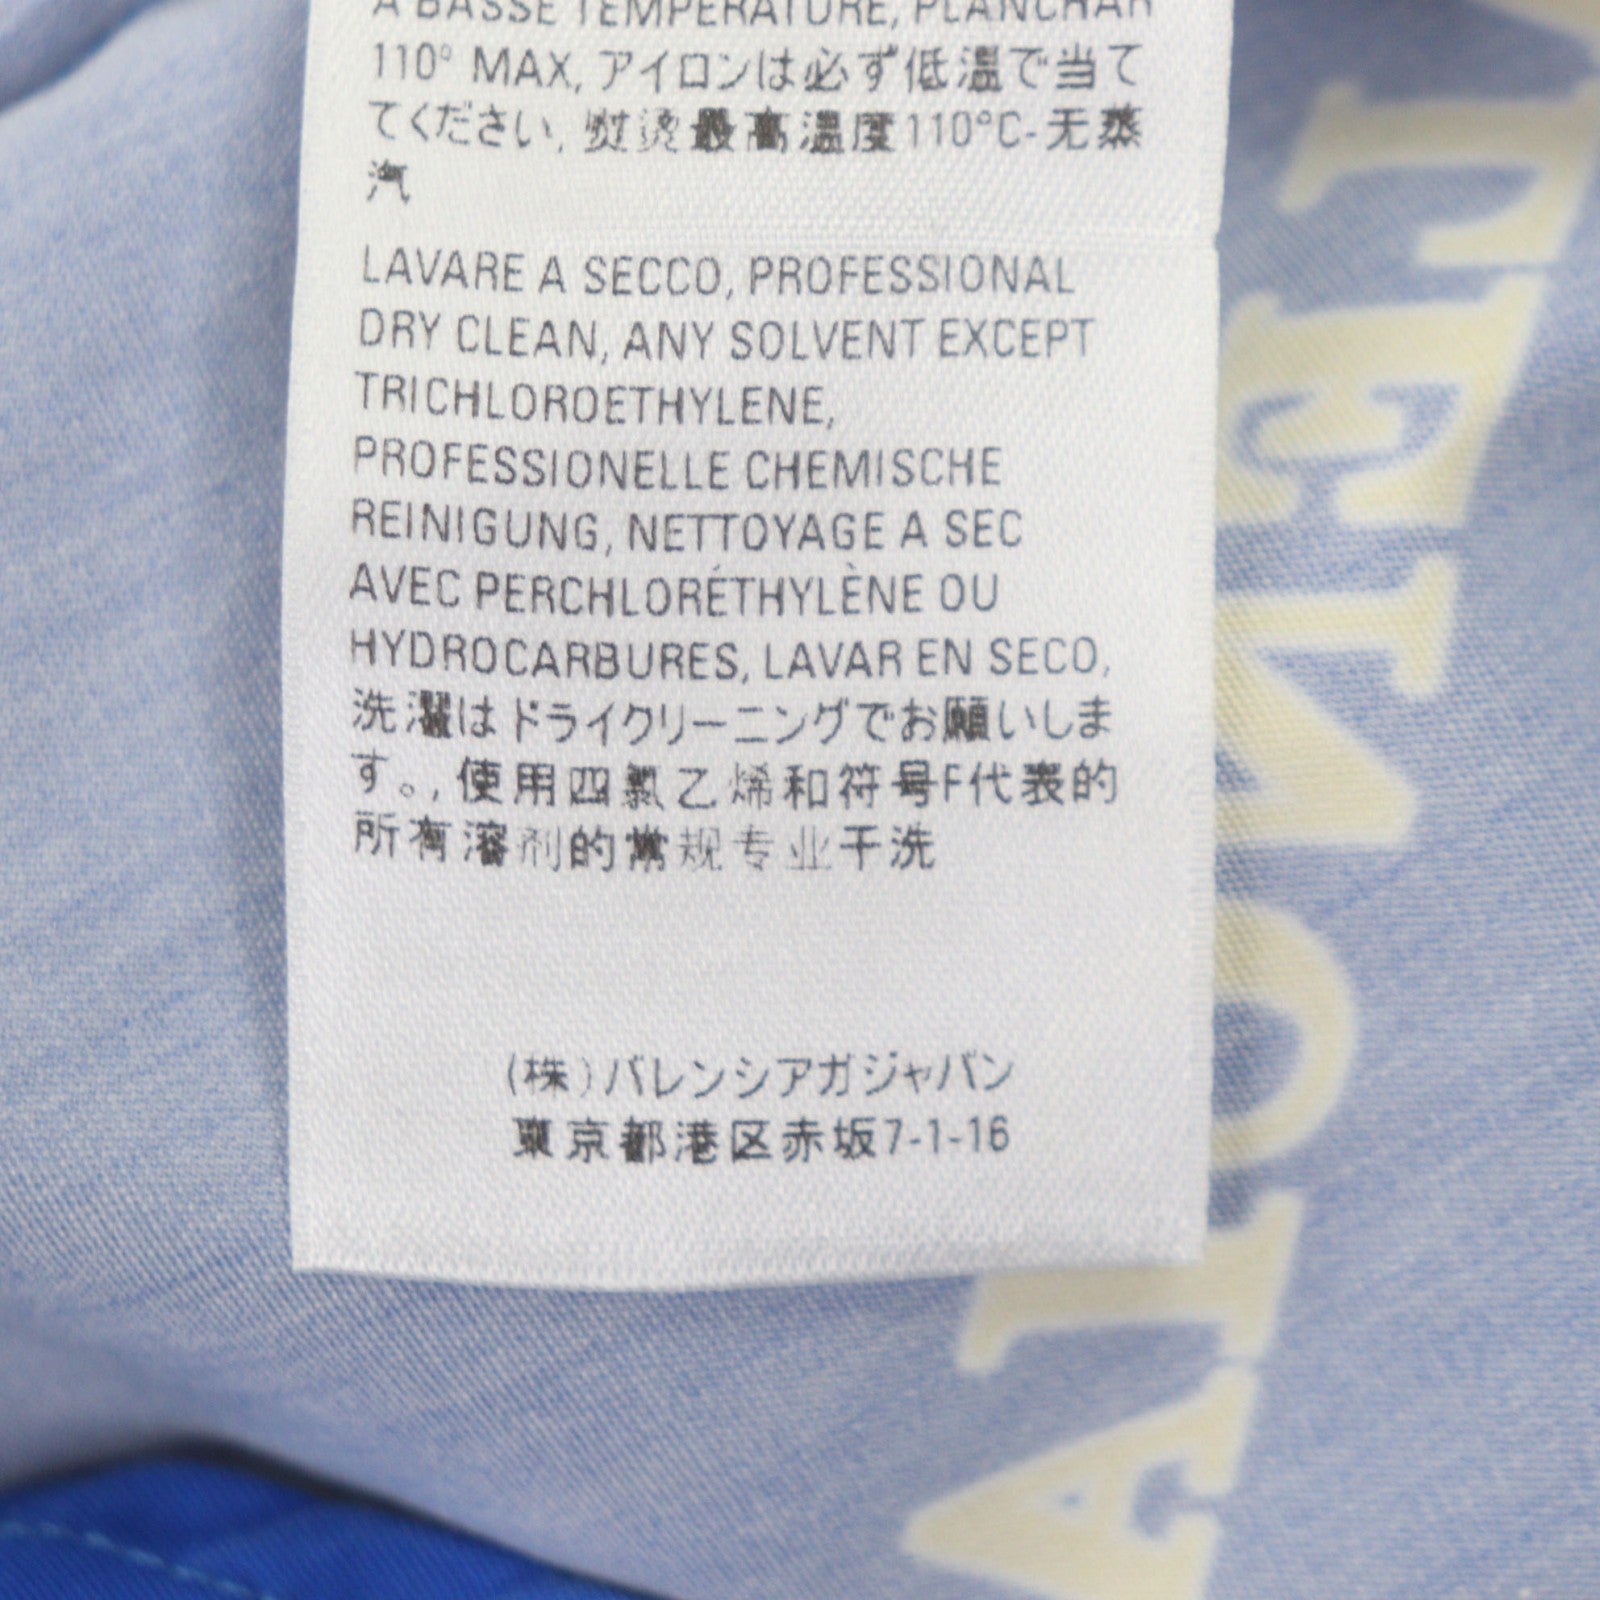 À BASSE TEMPÉRATURE, PLANCHAR
110° MAX, アイロンは必ず低温で当て
てください, 熨烫最高温度110°C-无蒸
汽
LAVARE A SECCO, PROFESSIONAL
DRY CLEAN, ANY SOLVENT EXCEPT
TRICHLOROETHYLENE,
PROFESSIONELLE CHEMISCHE
REINIGUNG, NETTOYAGE A SEC
AVEC PERCHLORÉTHYLÈNE OU
HYDROCARBURES, LAVAR EN SECO,
洗濯はドライクリーニングでお願いしま
す。, 使用四氯乙烯和符号F代表的
所有溶剂的常规专业干洗
(株)バレンシアガジャパン
東京都港区赤坂7-1-16